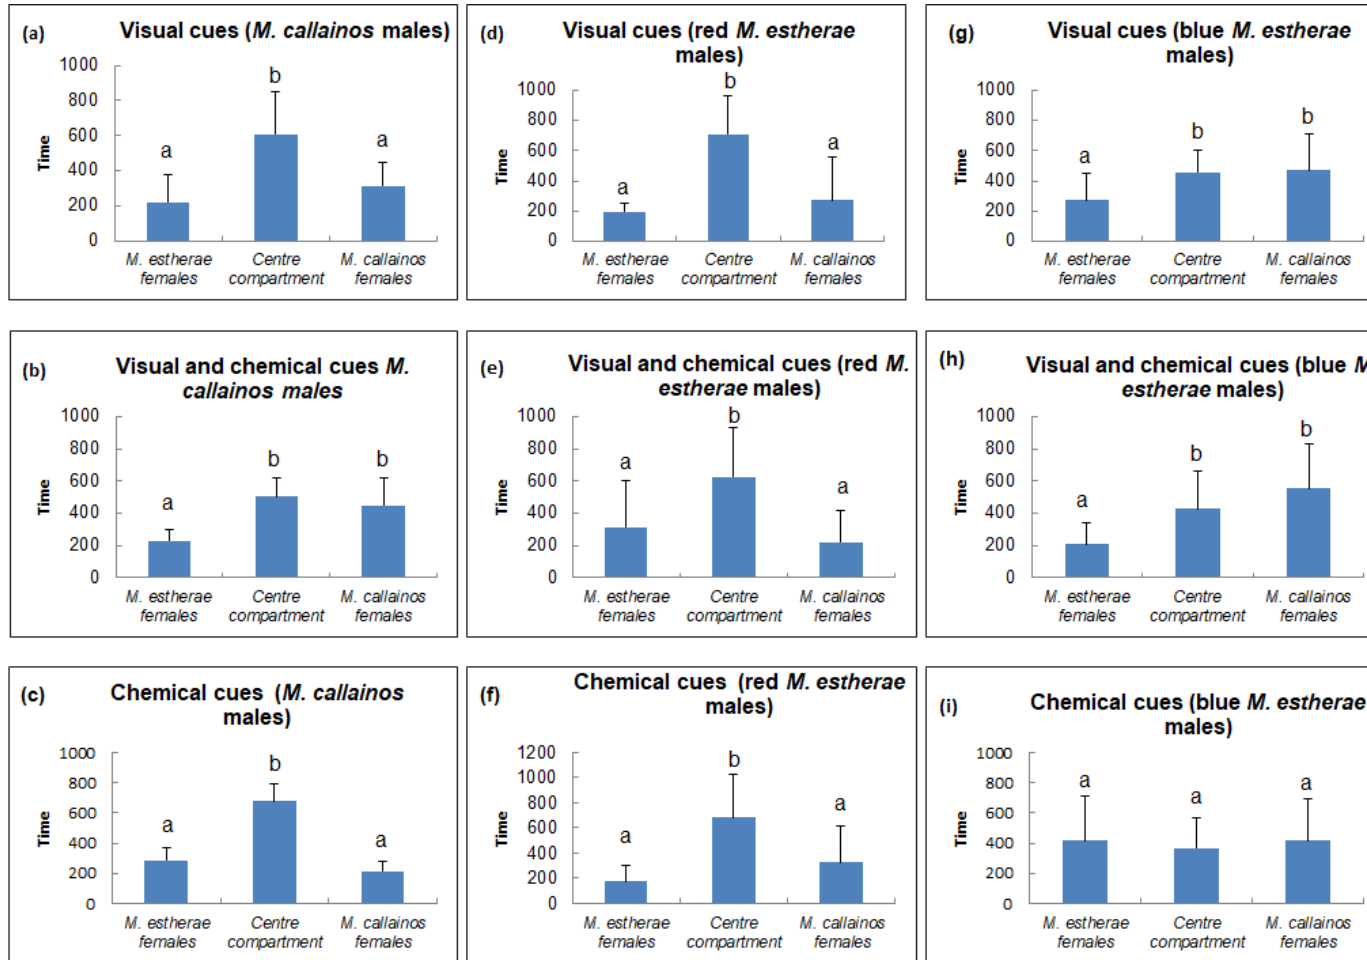 (a) Visual cues (M. callainos males)
1000
800
600
400
200
0
Time
a
b
a
M. estherae females
Centre compartment
M. callainos females
(d) Visual cues (red M. estherae
males)
1000
800
600
400
200
0
Time
a
b
a
M. estherae females
Centre compartment
M. callainos females
(g) Visual cues (blue M. estherae
males)
1000
800
600
400
200
0
Time
a
b
b
M. estherae females
Centre compartment
M. callainos females
(b) Visual and chemical cues M.
callainos males
1000
800
600
400
200
0
Time
a
b
b
M. estherae females
Centre compartment
M. callainos females
(e) Visual and chemical cues (red M.
estherae males)
1000
800
600
400
200
0
Time
a
b
a
M. estherae females
Centre compartment
M. callainos females
(h) Visual and chemical cues (blue M
estherae males)
1000
800
600
400
200
0
Time
a
b
b
M. estherae females
Centre compartment
M. callainos females
(c) Chemical cues (M. callainos
males)
1000
800
600
400
200
0
Time
a
b
a
M. estherae females
Centre compartment
M. callainos females
(f) Chemical cues (red M. estherae
males)
1200
1000
800
600
400
200
0
Time
a
b
a
M. estherae females
Centre compartment
M. callainos females
(i) Chemical cues (blue M. estherae
males)
1000
800
600
400
200
0
Time
a
a
a
M. estherae females
Centre compartment
M. callainos females